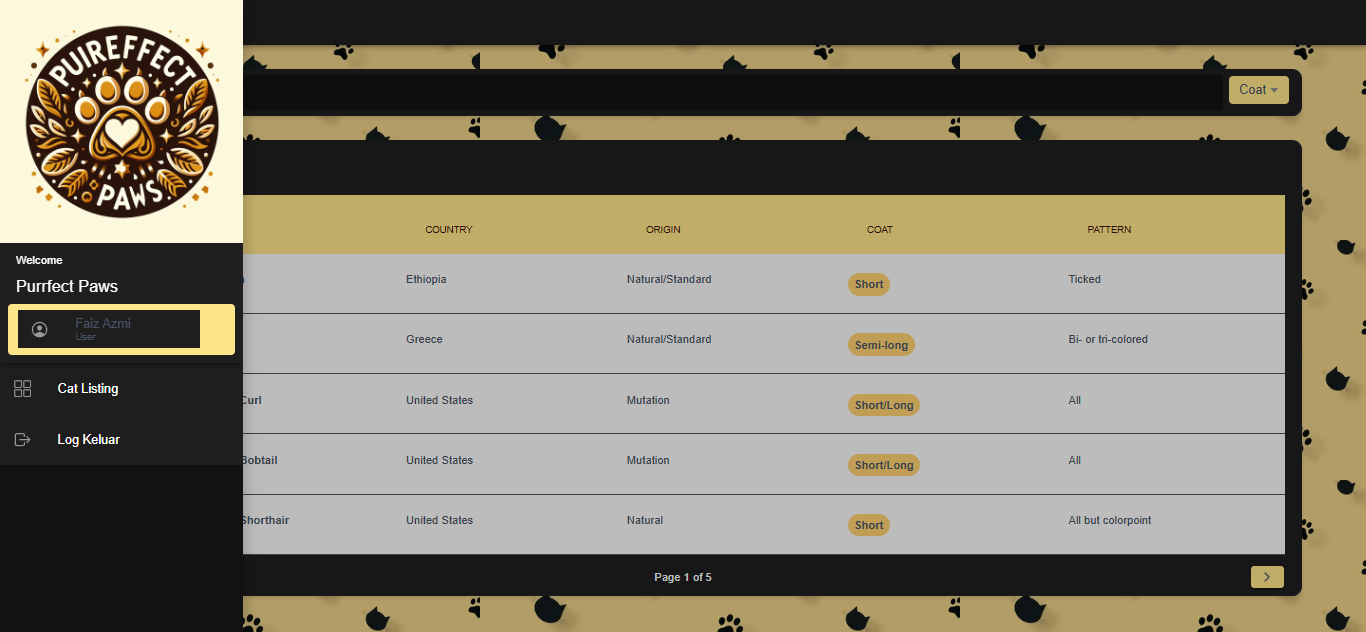 PUIREFFECT
PAWS
Coat
Welcome
Purrfect Paws
Faiz Azmi
User
Cat Listing
Log Keluar
COUNTRY ORIGIN COAT PATTERN
Ethiopia Natural/Standard Short Ticked
Greece Natural/Standard Semi-long Bi- or tri-colored
Curl United States Mutation Short/Long All
Bobtail United States Mutation Short/Long All
Shorthair United States Natural Short All but colorpoint
Page 1 of 5